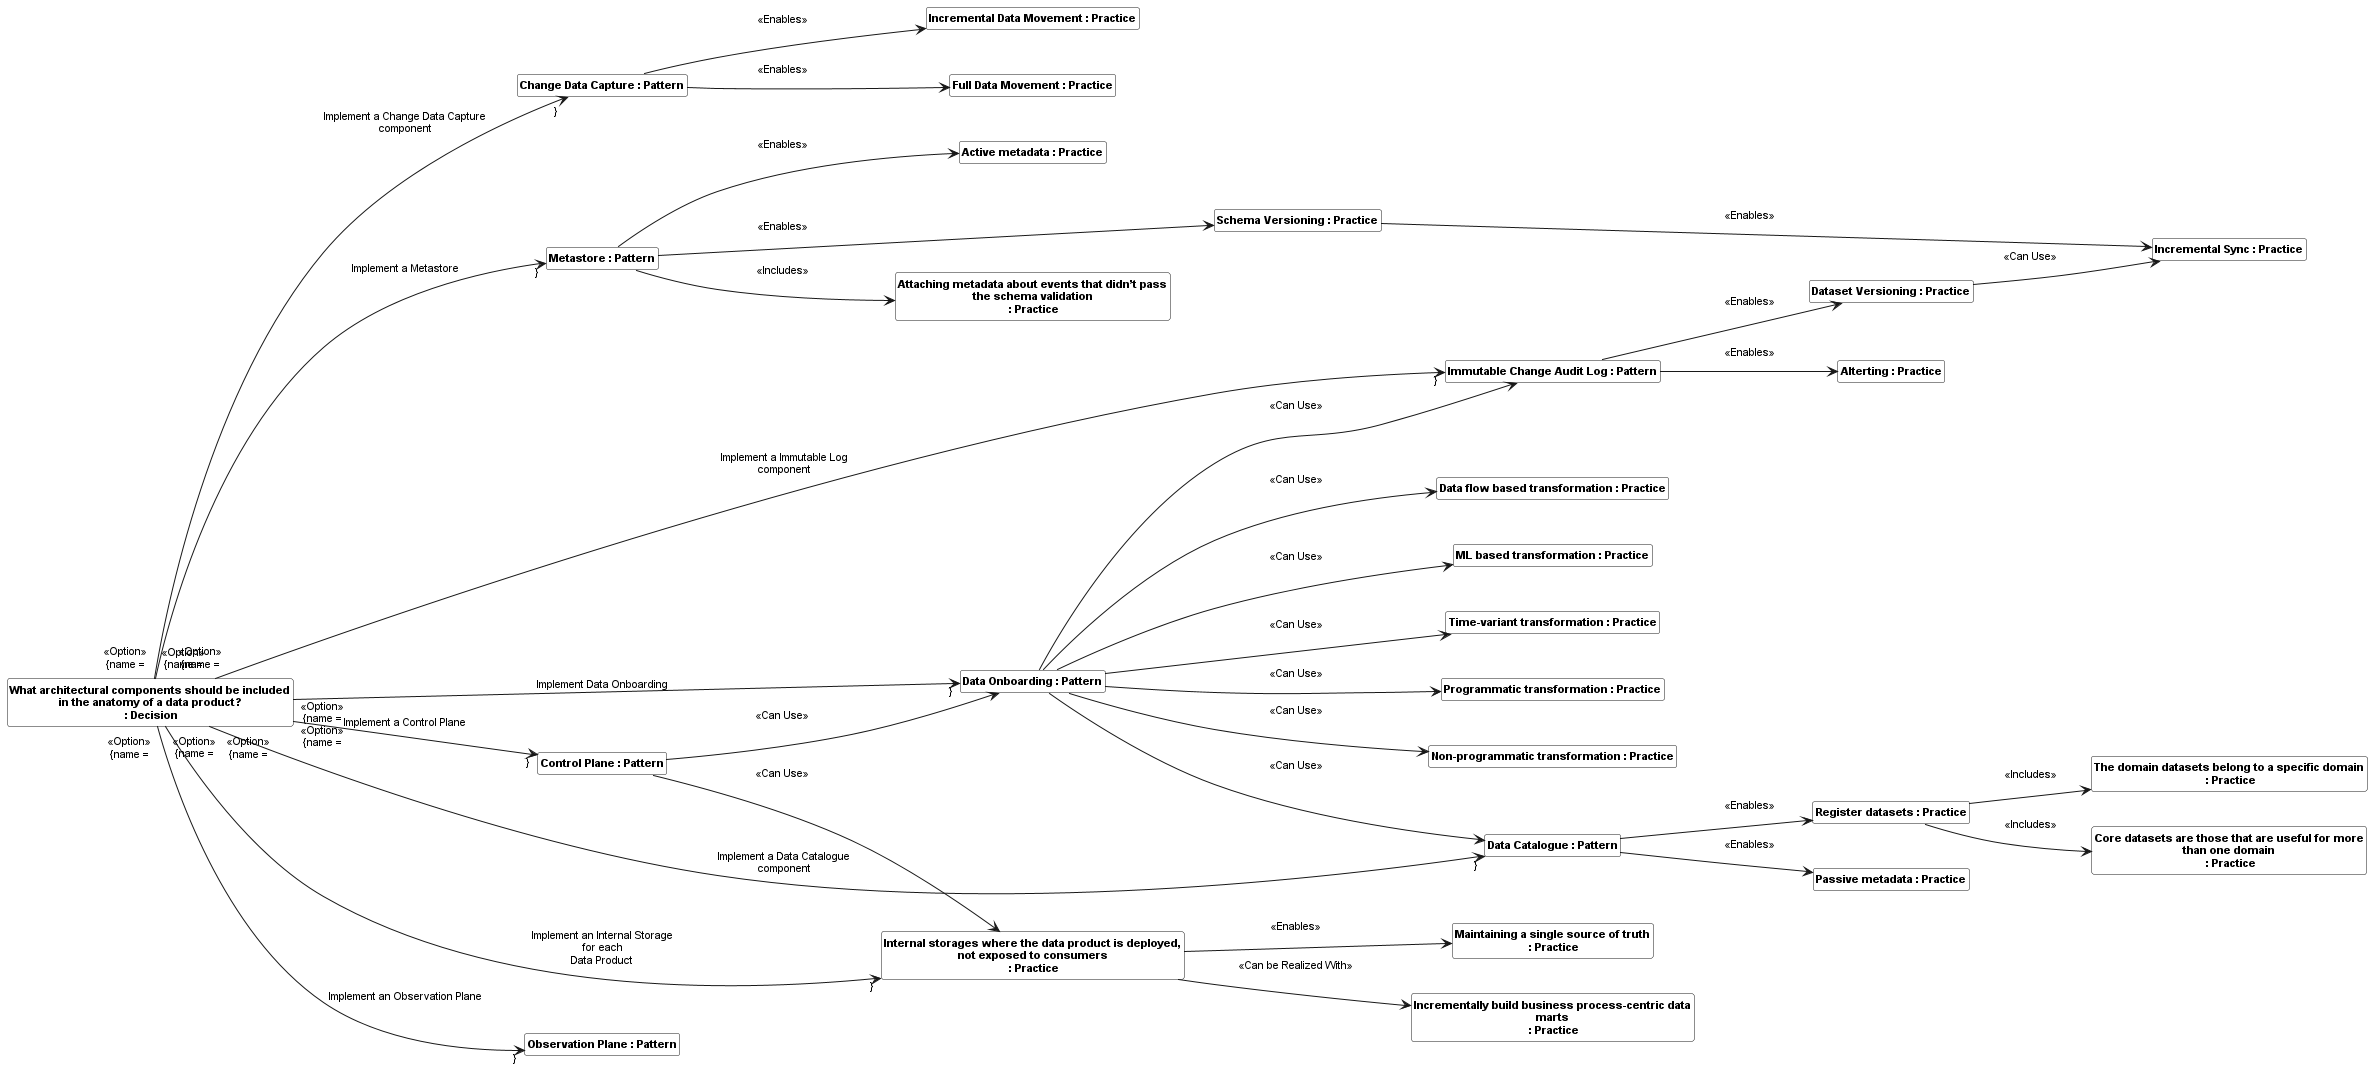 «Enables»
Incremental Data Movement : Practice
«Enables»
Change Data Capture : Pattern
Full Data Movement : Practice
}
Implement a Change Data Capture
component
«Enables»
Active metadata : Practice
«Enables»
Schema Versioning : Practice
«Enables»
Metastore : Pattern
}
Implement a Metastore
«Includes»
Attaching metadata about events that didn't pass
the schema validation
: Practice
Incremental Sync : Practice
«Can Use»
Dataset Versioning : Practice
«Enables»
«Enables»
Immutable Change Audit Log : Pattern
}
Alterting : Practice
«Can Use»
Implement a Immutable Log
component
«Can Use»
Data flow based transformation : Practice
«Can Use»
ML based transformation : Practice
«Can Use»
Time-variant transformation : Practice
«Option»
{name =
«Option»
{name =
«Option»
{name =
What architectural components should be included
in the anatomy of a data product?
: Decision
Implement Data Onboarding
}
Data Onboarding : Pattern
«Can Use»
Programmatic transformation : Practice
«Option»
{name =
Implement a Control Plane
«Option»
{name =
«Can Use»
«Can Use»
Non-programmatic transformation : Practice
«Option»
{name =
«Option»
{name =
«Option»
{name =
}
Control Plane : Pattern
«Can Use»
«Can Use»
«Includes»
The domain datasets belong to a specific domain
: Practice
«Enables»
Register datasets : Practice
«Includes»
Core datasets are those that are useful for more
than one domain
: Practice
Data Catalogue : Pattern
}
«Enables»
Passive metadata : Practice
Implement a Data Catalogue
component
Implement an Internal Storage
for each
Data Product
}
Internal storages where the data product is deployed,
not exposed to consumers
: Practice
«Enables»
Maintaining a single source of truth
: Practice
«Can be Realized With»
Incrementally build business process-centric data
marts
: Practice
Implement an Observation Plane
}
Observation Plane : Pattern